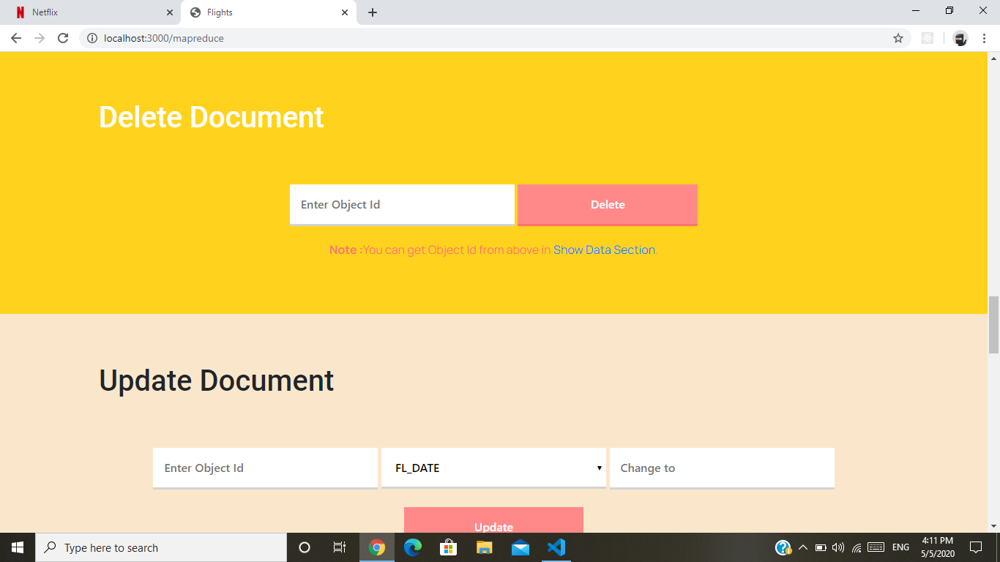 Netflix
Flights
localhost:3000/mapreduce
Delete Document
Enter Object Id
Delete
Note :You can get Object Id from above in Show Data Section.
Update Document
Enter Object Id
FL_DATE
Change to
Update
Type here to search
ENG
4:11 PM
5/5/2020